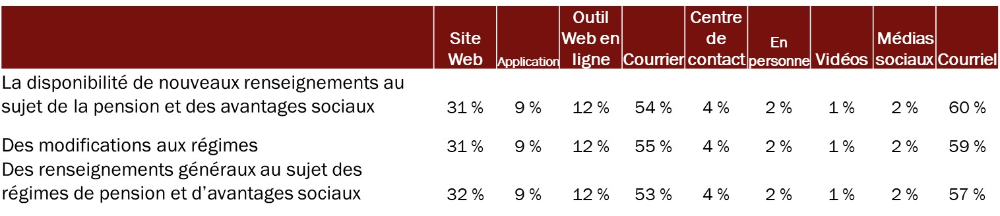 Site Web Application Outil Web en ligne Courrier Centre de contact En personne Vidéos Médias sociaux Courriel
La disponibilité de nouveaux renseignements au
sujet de la pension et des avantages sociaux 31 % 9 % 12 % 54 % 4 % 2 % 1 % 2 % 60 %
Des modifications aux régimes 31 % 9 % 12 % 55 % 4 % 2 % 1 % 2 % 59 %
Des renseignements généraux au sujet des
régimes de pension et d’avantages sociaux 32 % 9 % 12 % 53 % 4 % 2 % 1 % 2 % 57 %